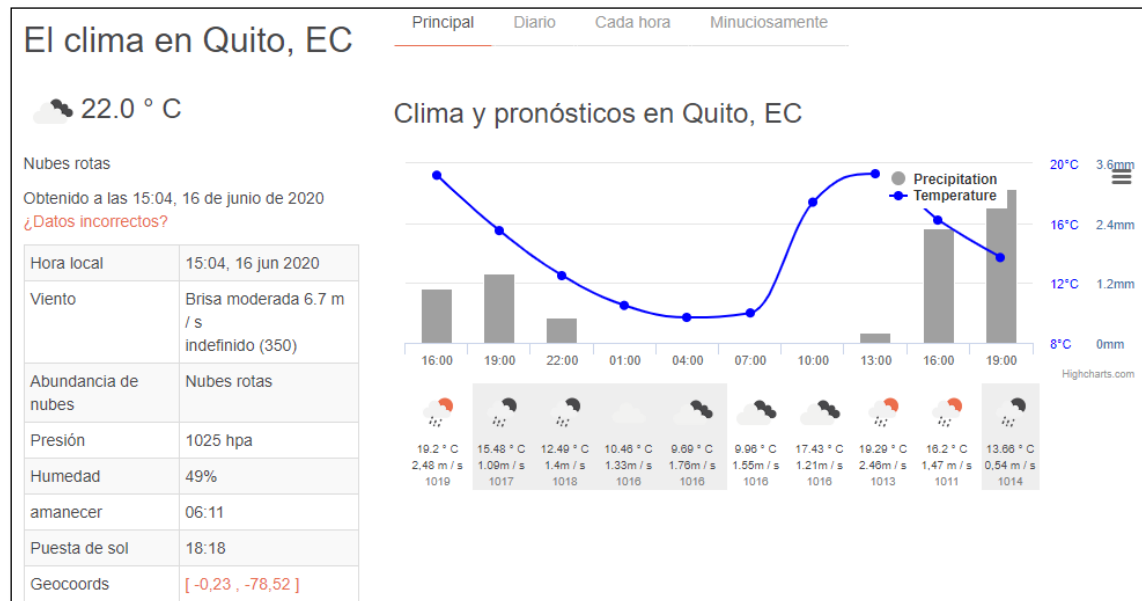 El clima en Quito, EC
22.0 ° C
Nubes rotas
Obtenido a las 15:04, 16 de junio de 2020
¿Datos incorrectos?
Hora local 15:04, 16 jun 2020
Viento Brisa moderada 6.7 m
/ s
indefinido (350)
Abundancia de Nubes rotas
nubes
Presión 1025 hpa
Humedad 49%
amanecer 06:11
Puesta de sol 18:18
Geocoords [ -0,23 , -78,52 ]
Principal Diario Cada hora Minuciosamente
Clima y pronósticos en Quito, EC
20°C 3.6mm
Precipitation
Temperature
16°C 2.4mm
12°C 1.2mm
8°C 0mm
16:00 19:00 22:00 01:00 04:00 07:00 10:00 13:00 16:00 19:00
Highcharts.com
19.2 ° C 15.48 ° C 12.49 ° C 10.46 ° C 9.69 ° C 9.96 ° C 17.43 ° C 19.29 ° C 16.2 ° C 13.66 ° C
2,48 m / s 1.09m / s 1.4m / s 1.33m / s 1.76m / s 1.55m / s 1.21m / s 2.46m / s 1,47 m / s 0,54 m / s
1019 1017 1018 1016 1016 1016 1016 1013 1011 1014